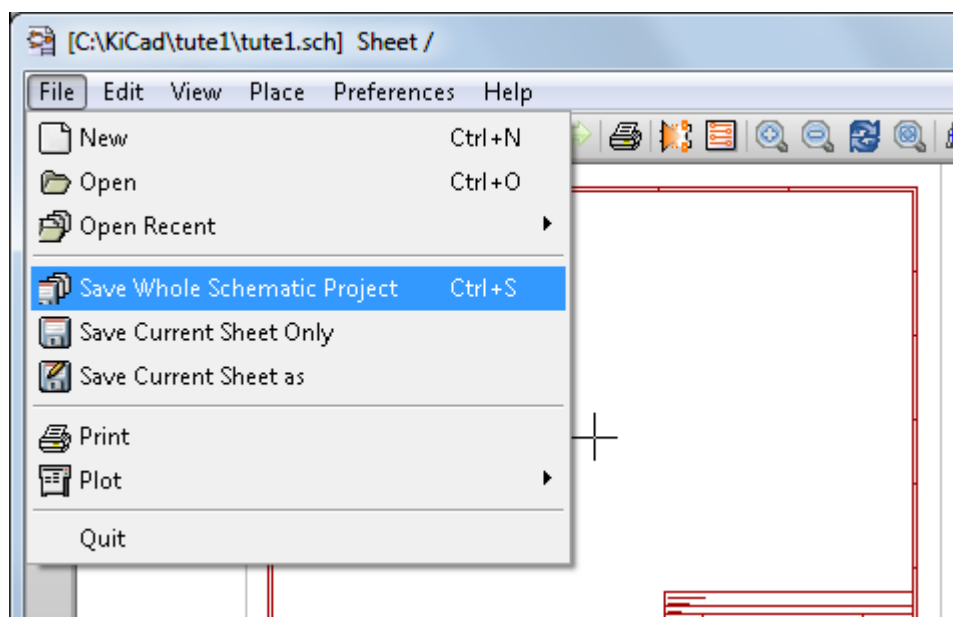 [C:\KiCad\tute1\tute1.sch] Sheet /
File Edit View Place Preferences Help
New Ctrl+N
Open Ctrl+O
Open Recent
Save Whole Schematic Project Ctrl+S
Save Current Sheet Only
Save Current Sheet as
Print
Plot
Quit